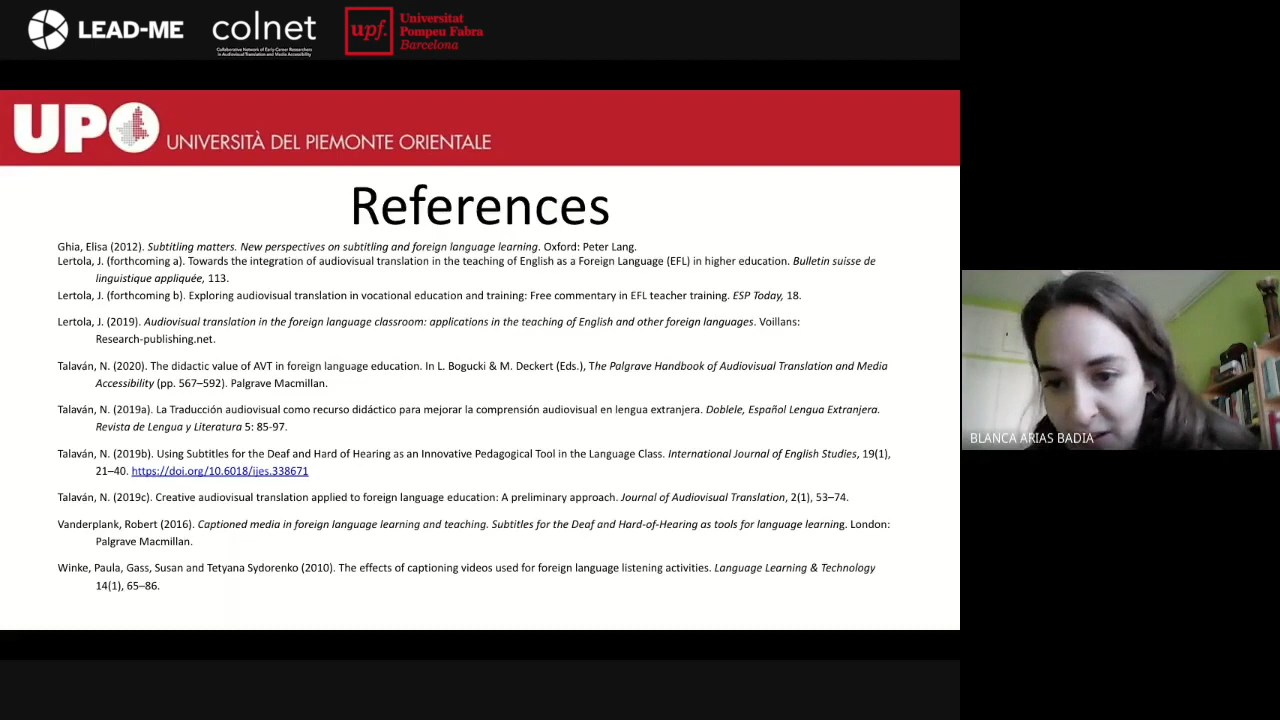 LEAD-ME
colnet
Collaborative Network of Early-Career Researchers
in Audiovisual Translation and Media Accessibility
upf.
Universitat
Pompeu Fabra
Barcelona
UPO
UNIVERSITÀ DEL PIEMONTE ORIENTALE
References
Ghia, Elisa (2012). Subtitling matters. New perspectives on subtitling and foreign language learning. Oxford: Peter Lang.
Lertola, J. (forthcoming a). Towards the integration of audiovisual translation in the teaching of English as a Foreign Language (EFL) in higher education. Bulletin suisse de
linguistique appliquée, 113.
Lertola, J. (forthcoming b). Exploring audiovisual translation in vocational education and training: Free commentary in EFL teacher training. ESP Today, 18.
Lertola, J. (2019). Audiovisual translation in the foreign language classroom: applications in the teaching of English and other foreign languages. Voillans:
Research-publishing.net.
Talaván, N. (2020). The didactic value of AVT in foreign language education. In L. Bogucki & M. Deckert (Eds.), The Palgrave Handbook of Audiovisual Translation and Media
Accessibility (pp. 567–592). Palgrave Macmillan.
Talaván, N. (2019a). La Traducción audiovisual como recurso didáctico para mejorar la comprensión audiovisual en lengua extranjera. Doblele, Español Lengua Extranjera.
Revista de Lengua y Literatura 5: 85-97.
Talaván, N. (2019b). Using Subtitles for the Deaf and Hard of Hearing as an Innovative Pedagogical Tool in the Language Class. International Journal of English Studies, 19(1),
21–40. https://doi.org/10.6018/ijes.338671
Talaván, N. (2019c). Creative audiovisual translation applied to foreign language education: A preliminary approach. Journal of Audiovisual Translation, 2(1), 53–74.
Vanderplank, Robert (2016). Captioned media in foreign language learning and teaching. Subtitles for the Deaf and Hard-of-Hearing as tools for language learning. London:
Palgrave Macmillan.
Winke, Paula, Gass, Susan and Tetyana Sydorenko (2010). The effects of captioning videos used for foreign language listening activities. Language Learning & Technology
14(1), 65–86.
BLANCA ARIAS BADIA